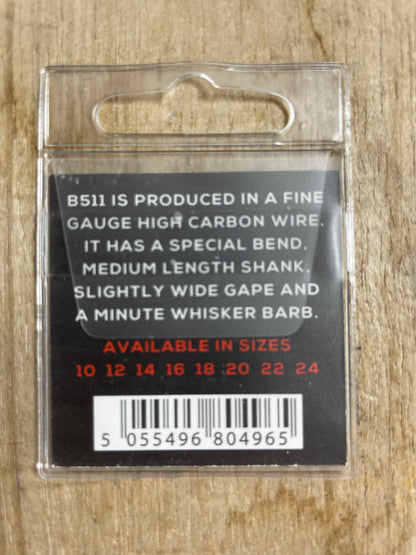 B511 IS PRODUCED IN A FINE
GAUGE HIGH CARBON WIRE.
IT HAS A SPECIAL BEND,
MEDIUM LENGTH SHANK,
SLIGHTLY WIDE GAPE AND
A MINUTE WHISKER BARB.
AVAILABLE IN SIZES
10 12 14 16 18 20 22 24
5 055496 804965